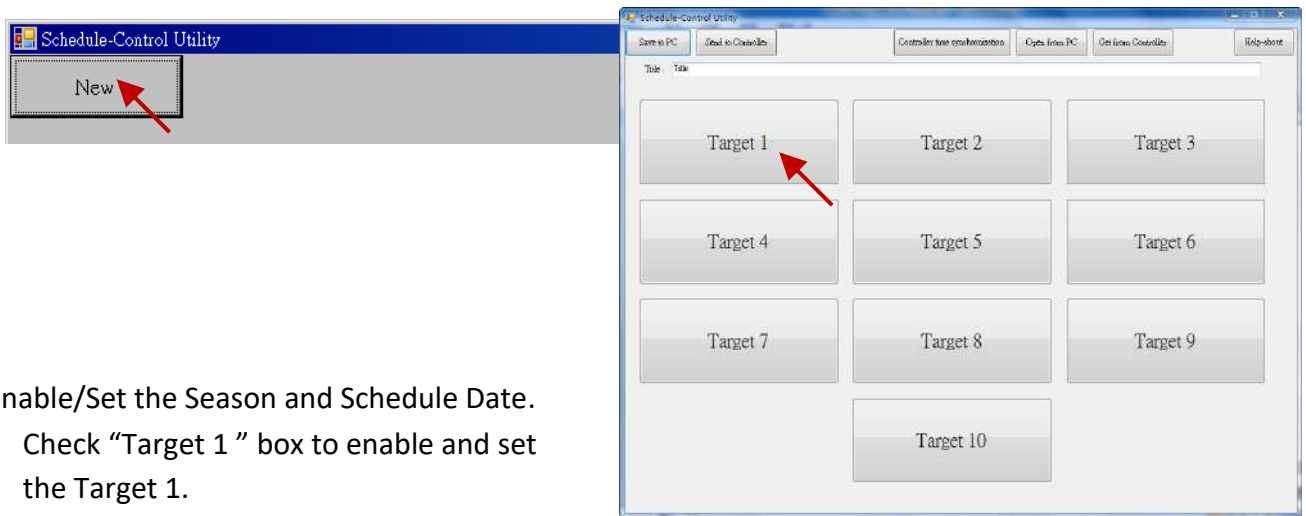 Schedule-Control Utility
New
Schedule-Control Utility
Save to PC Send to Controller Controller time synchronization Open from PC Get from Controller Help-about
Title Title
Target 1 Target 2 Target 3
Target 4 Target 5 Target 6
Target 7 Target 8 Target 9
Target 10
nable/Set the Season and Schedule Date.
Check “Target 1 ” box to enable and set
the Target 1.